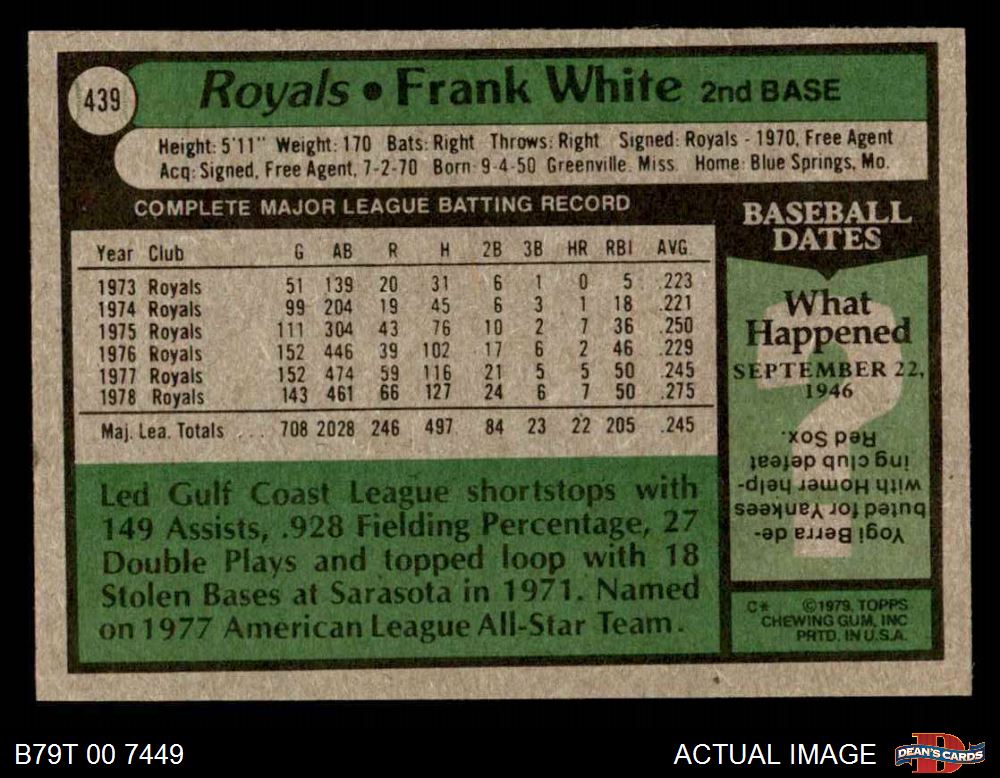 439
Royals • Frank White 2nd BASE
Height: 5'11" Weight: 170 Bats: Right Throws: Right Signed: Royals - 1970, Free Agent
Acq: Signed, Free Agent, 7-2-70 Born: 9-4-50 Greenville, Miss. Home: Blue Springs, Mo.
COMPLETE MAJOR LEAGUE BATTING RECORD
Year Club G AB R H 2B 3B HR RBI AVG.
1973 Royals 51 139 20 31 6 1 0 5 .223
1974 Royals 99 204 19 45 6 3 1 18 .221
1975 Royals 111 304 43 76 10 2 7 36 .250
1976 Royals 152 446 39 102 17 6 2 46 .229
1977 Royals 152 474 59 116 21 5 5 50 .245
1978 Royals 143 461 66 127 24 6 7 50 .275
Maj. Lea. Totals ... 708 2028 246 497 84 23 22 205 .245
Led Gulf Coast League shortstops with
149 Assists, .928 Fielding Percentage, 27
Double Plays and topped loop with 18
Stolen Bases at Sarasota in 1971. Named
on 1977 American League All-Star Team.
BASEBALL
DATES
What
Happened
SEPTEMBER 22,
1946
?
Yogi Berra de-
buted for Yankees
with Homer help-
ing club defeat
Red Sox.
C* ©1979, TOPPS
CHEWING GUM, INC
PRTD. IN U.S.A.
B79T 00 7449
ACTUAL IMAGE
DEAN'S CARDS